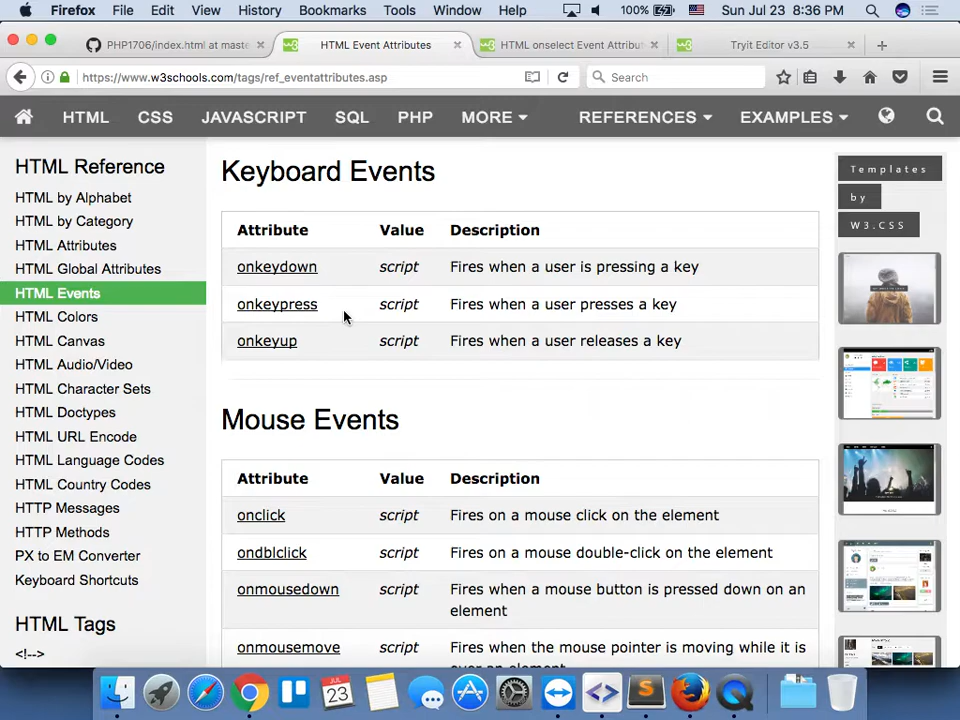 Firefox File Edit View History Bookmarks Tools Window Help 100% Sun Jul 23 8:36 PM
PHP1706/index.html at maste × HTML Event Attributes × HTML onselect Event Attribut × Tryit Editor v3.5 × +
https://www.w3schools.com/tags/ref_eventattributes.asp Search
HTML CSS JAVASCRIPT SQL PHP MORE REFERENCES EXAMPLES
HTML Reference
HTML by Alphabet
HTML by Category
HTML Attributes
HTML Global Attributes
HTML Events
HTML Colors
HTML Canvas
HTML Audio/Video
HTML Character Sets
HTML Doctypes
HTML URL Encode
HTML Language Codes
HTML Country Codes
HTTP Messages
HTTP Methods
PX to EM Converter
Keyboard Shortcuts
HTML Tags
<!-->
Keyboard Events
Attribute Value Description
onkeydown script Fires when a user is pressing a key
onkeypress script Fires when a user presses a key
onkeyup script Fires when a user releases a key
Mouse Events
Attribute Value Description
onclick script Fires on a mouse click on the element
ondblclick script Fires on a mouse double-click on the element
onmousedown script Fires when a mouse button is pressed down on an
element
onmousemove script Fires when the mouse pointer is moving while it is
over an element
Templates
by
W3.CSS
JUL
23